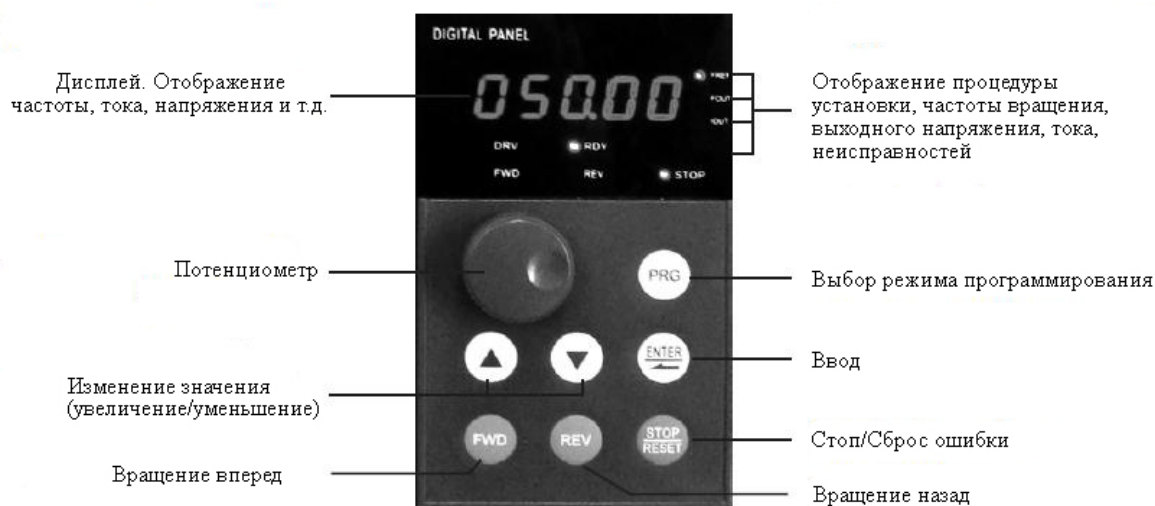 DIGITAL PANEL
Дисплей. Отображение
частоты, тока, напряжения и т.д.
050.00
FOUT
IOUT
DRV
RDY
FWD
REV
STOP
Отображение процедуры
установки, частоты вращения,
выходного напряжения, тока,
неисправностей
Потенциометр
PRG
Выбор режима программирования
ENTER
Ввод
Изменение значения
(увеличение/уменьшение)
FWD
REV
STOP
RESET
Стоп/Сброс ошибки
Вращение вперед
Вращение назад